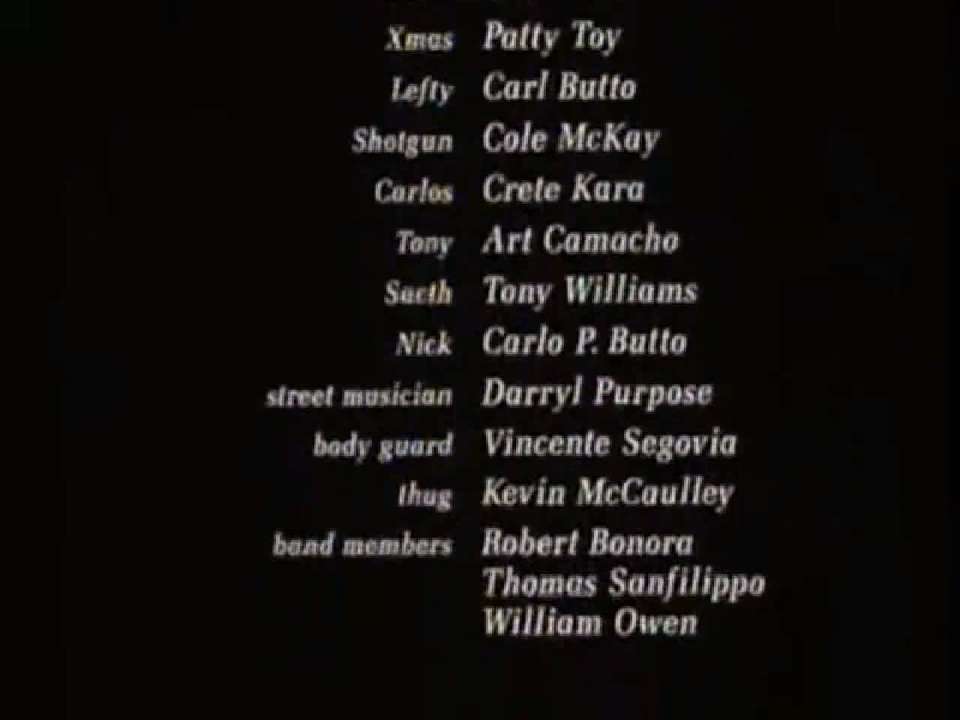 Xmas Patty Toy
Lefty Carl Butto
Shotgun Cole McKay
Carlos Crete Kara
Tony Art Camacho
Sacth Tony Williams
Nick Carlo P. Butto
street musician Darryl Purpose
body guard Vincente Segovia
thug Kevin McCaulley
band members Robert Bonora
Thomas Sanfilippo
William Owen